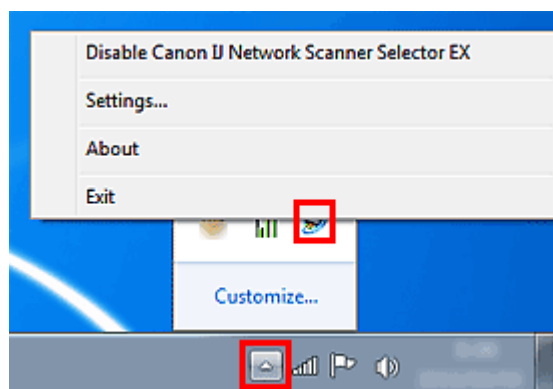 Disable Canon IJ Network Scanner Selector EX
Settings...
About
Exit
Customize...